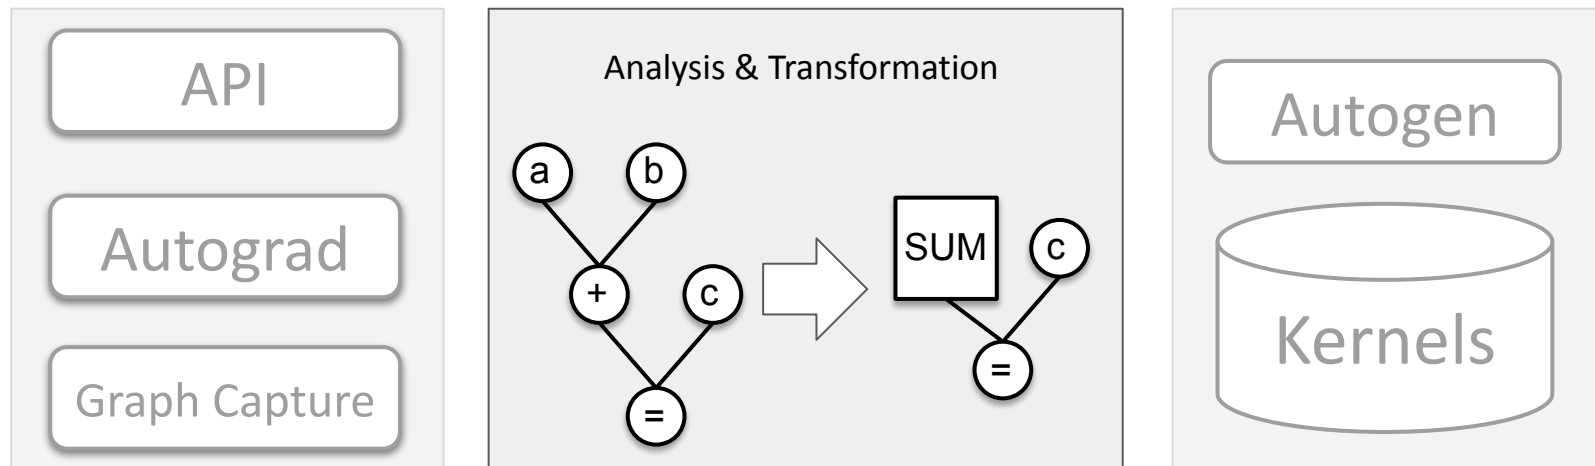 API
Autograd
Graph Capture
Analysis & Transformation
a
b
+
c
=
SUM
c
=
Autogen
Kernels